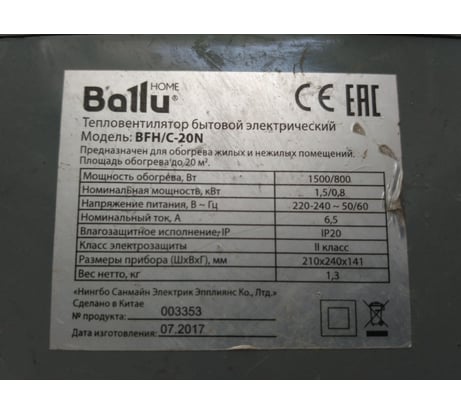 HOME
Ballu®
CE EAC
Тепловентилятор бытовой электрический
Модель: BFH/C-20N
Предназначен для обогрева жилых и нежилых помещений.
Площадь обогрева до 20 м².
Мощность обогрева, Вт 1500/800
Номинальная мощность, кВт 1,5/0,8
Напряжение питания, В ~ Гц 220-240 ~ 50/60
Номинальный ток, А 6,5
Влагозащитное исполнение, IP IP20
Класс электрозащиты II класс
Размеры прибора (ШхВхГ), мм 210x240x141
Вес нетто, кг 1,3
«Нингбо Санмайн Электрик Эпплиянс Ко., Лтд.»
Сделано в Китае
№ продукта: 003353
Дата изготовления: 07.2017